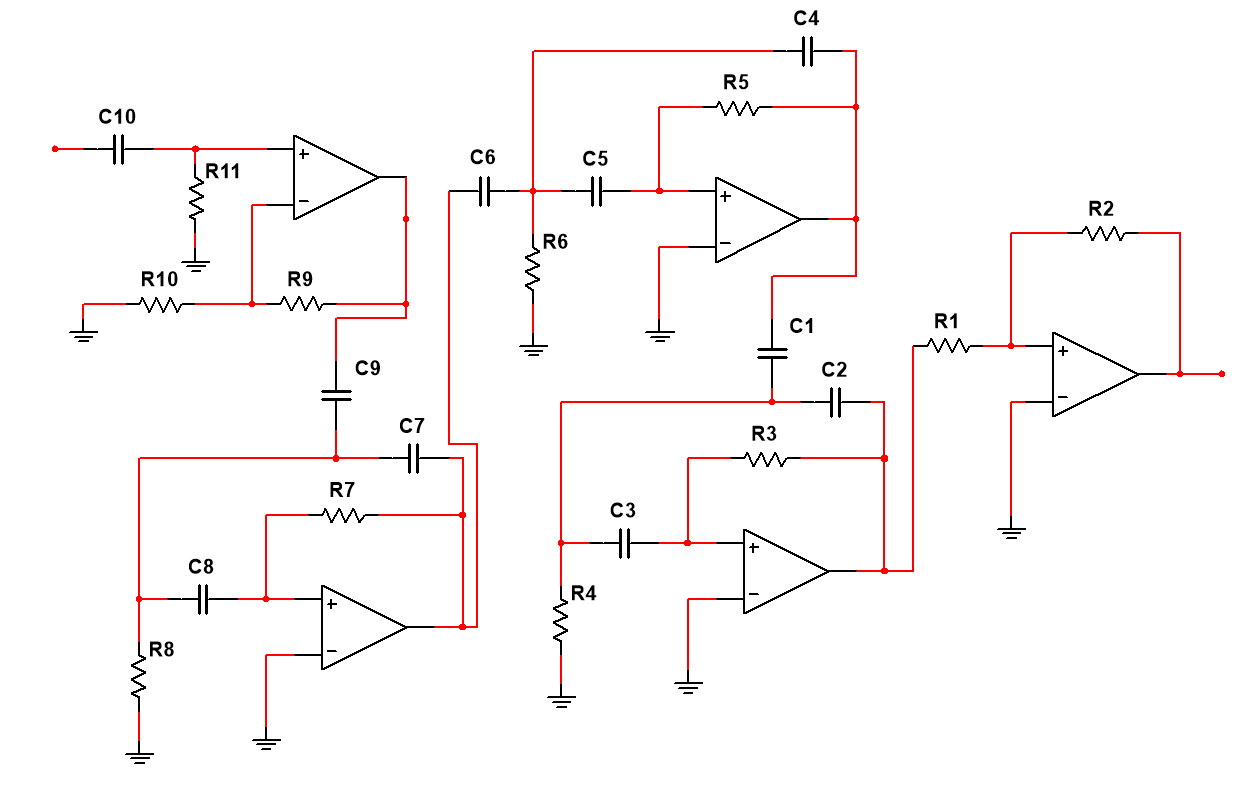 C4
R5
C10
C6
C5
R11
R2
R6
R10
R9
C1
R1
C9
C2
C7
R3
R7
C3
C8
R4
R8
+
−
+
−
+
−
+
−
+
−